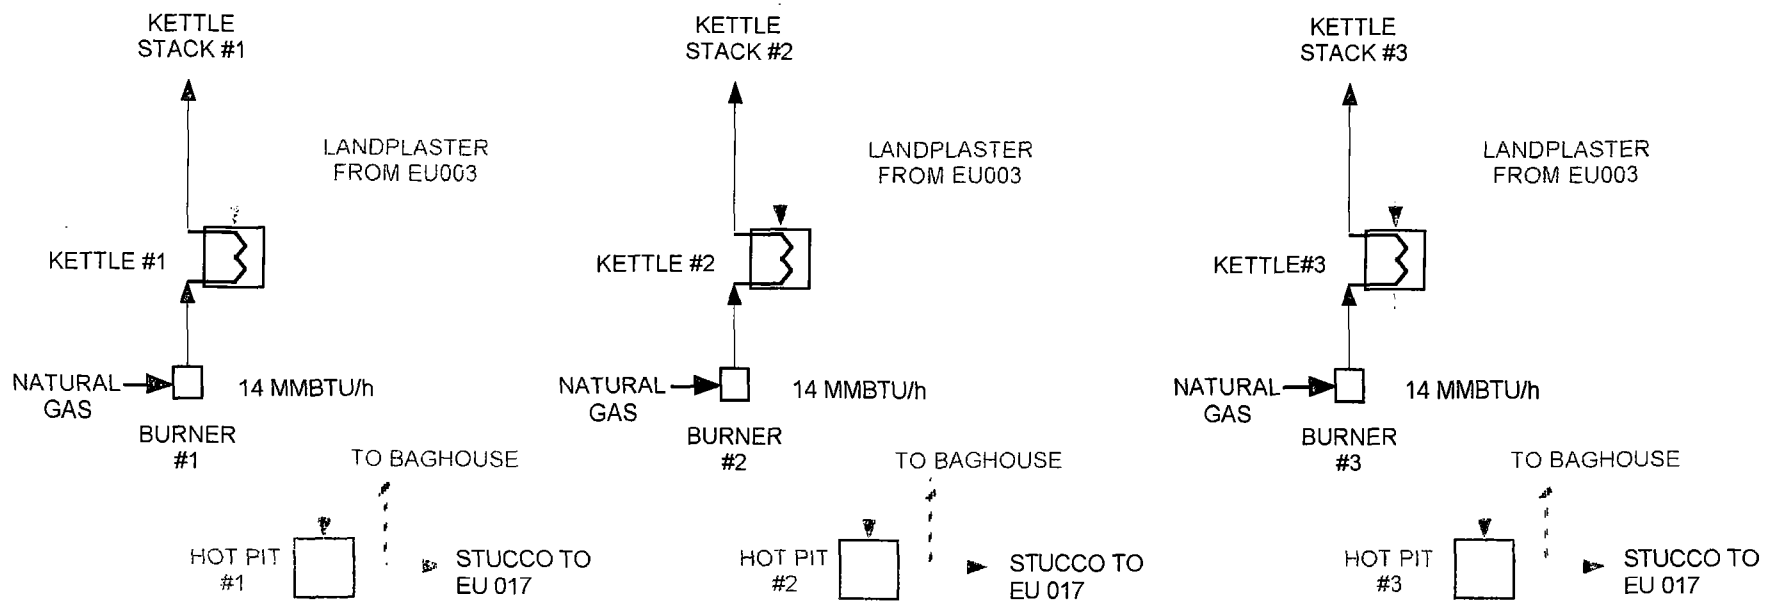 KETTLE
STACK #1
KETTLE
STACK #2
KETTLE
STACK #3
LANDPLASTER
FROM EU003
LANDPLASTER
FROM EU003
LANDPLASTER
FROM EU003
KETTLE #1
KETTLE #2
KETTLE#3
NATURAL
GAS
14 MMBTU/h
NATURAL
GAS
14 MMBTU/h
NATURAL
GAS
14 MMBTU/h
BURNER
#1
BURNER
#2
BURNER
#3
TO BAGHOUSE
TO BAGHOUSE
TO BAGHOUSE
HOT PIT
#1
STUCCO TO
EU 017
HOT PIT
#2
STUCCO TO
EU 017
HOT PIT
#3
STUCCO TO
EU 017